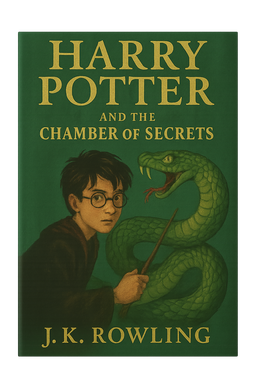 HARRY
POTTER
AND THE
CHAMBER OF SECRETS
J. K. ROWLING